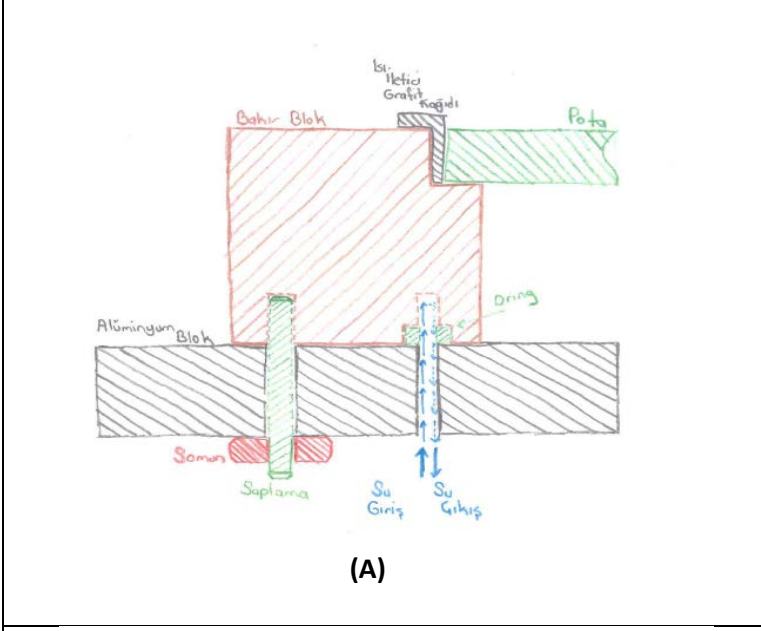 Isı
İletici
Grafit
Kağıdı
Bakır Blok
Pota
Oring
Alüminyum
Blok
Somun
Saplama
Su
Giriş
Su
Çıkış
(A)